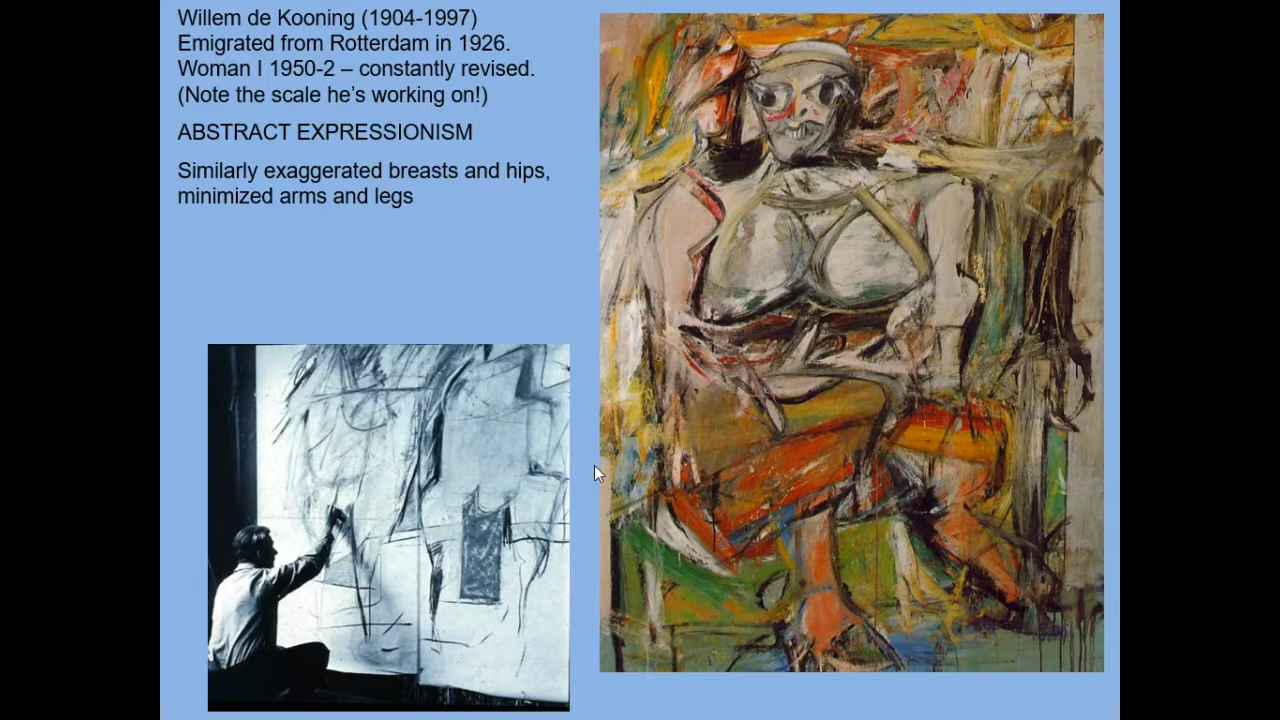 Willem de Kooning (1904-1997)
Emigrated from Rotterdam in 1926.
Woman I 1950-2 – constantly revised.
(Note the scale he's working on!)
ABSTRACT EXPRESSIONISM
Similarly exaggerated breasts and hips,
minimized arms and legs